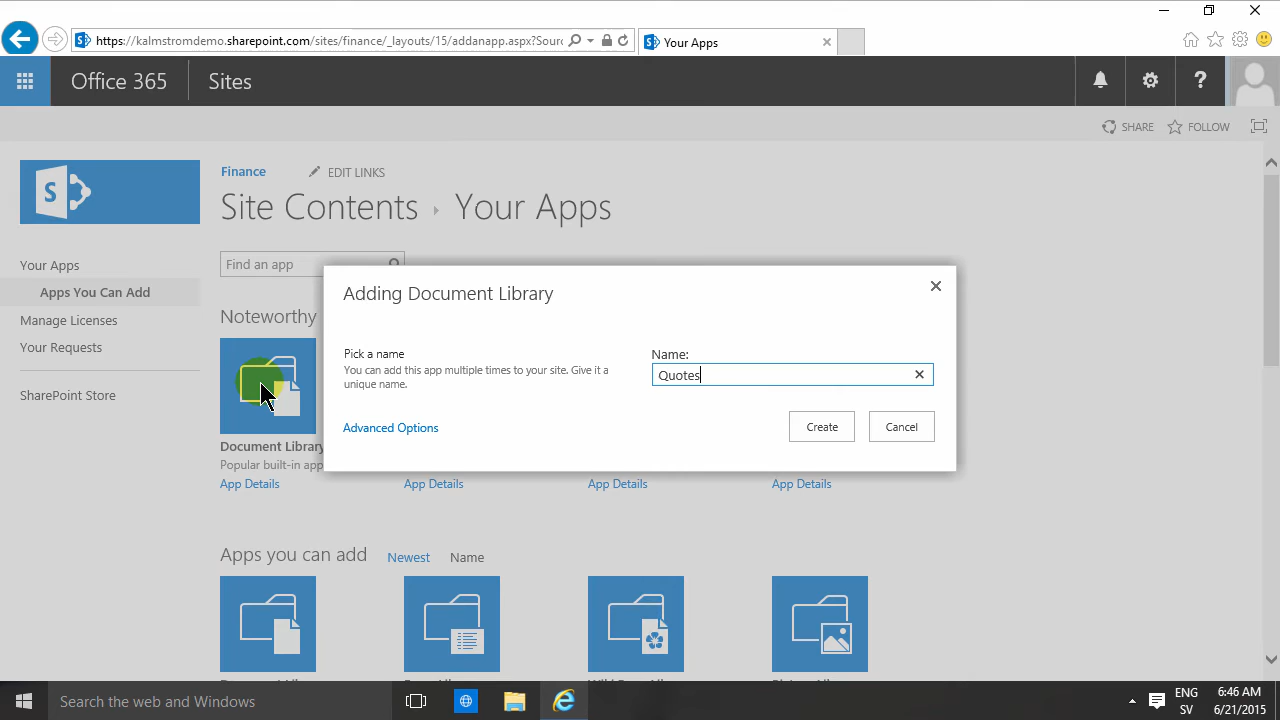 https://kalmstromdemo.sharepoint.com/sites/finance/_layouts/15/addanapp.aspx?Sour
Your Apps
Office 365
Sites
SHARE
FOLLOW
Finance
EDIT LINKS
Site Contents
Your Apps
Your Apps
Apps You Can Add
Manage Licenses
Your Requests
SharePoint Store
Find an app
Noteworthy
Adding Document Library
Pick a name
You can add this app multiple times to your site. Give it a
unique name.
Name:
Quotes
Advanced Options
Create
Cancel
Document Library
Popular built-in app
App Details
App Details
App Details
App Details
Apps you can add
Newest
Name
Search the web and Windows
ENG
SV
6:46 AM
6/21/2015